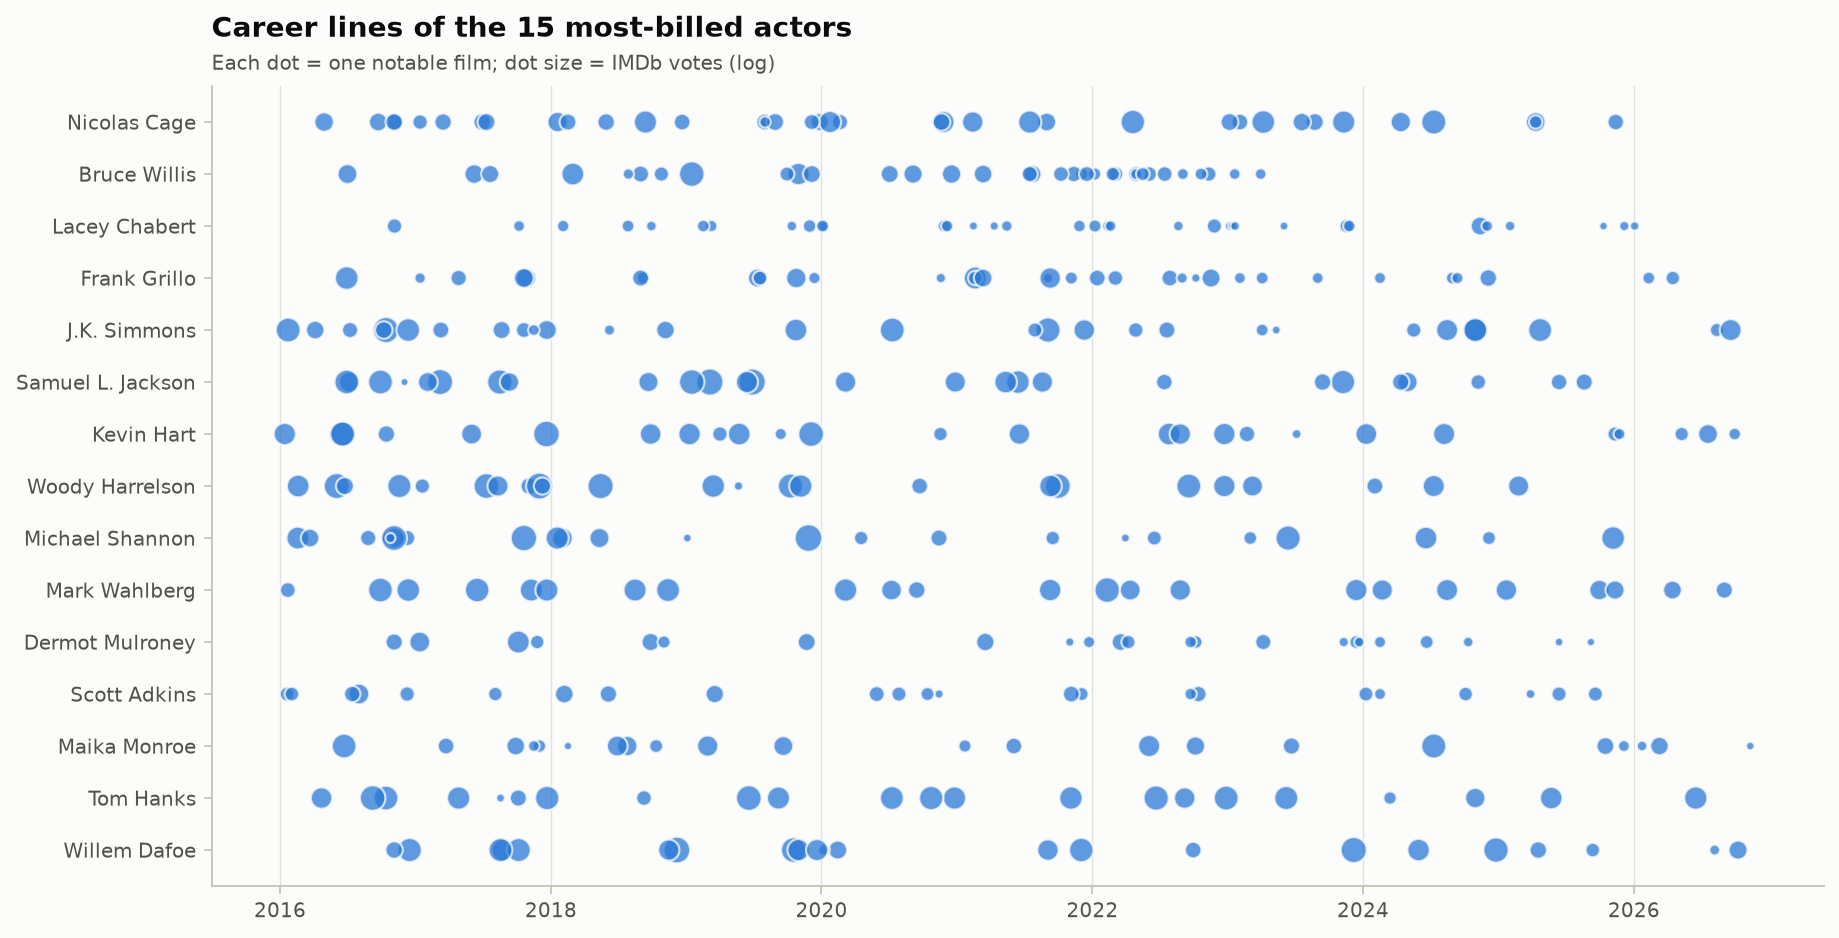 Career lines of the 15 most-billed actors
Each dot = one notable film; dot size = IMDb votes (log)
Nicolas Cage
Bruce Willis
Lacey Chabert
Frank Grillo
J.K. Simmons
Samuel L. Jackson
Kevin Hart
Woody Harrelson
Michael Shannon
Mark Wahlberg
Dermot Mulroney
Scott Adkins
Maika Monroe
Tom Hanks
Willem Dafoe
2016 2018 2020 2022 2024 2026